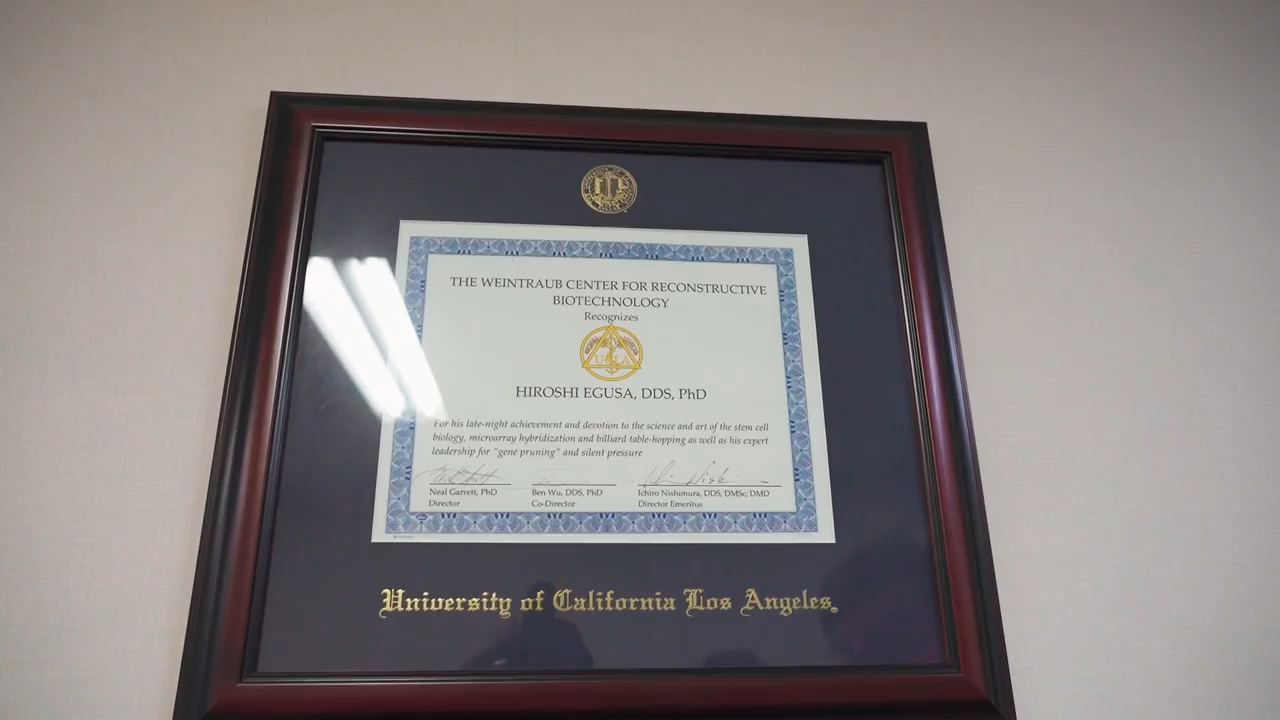 THE WEINTRAUB CENTER FOR RECONSTRUCTIVE
BIOTECHNOLOGY
Recognizes
UCLA
HIROSHI EGUSA, DDS, PhD
For his late-night achievement and devotion to the science and art of the stem cell
biology, microarray hybridization and billiard table-hopping as well as his expert
leadership for "gene pruning" and silent pressure
Neal Garrett, PhD
Director
Ben Wu, DDS, PhD
Co-Director
Ichiro Nishimura, DDS, DMSc, DMD
Director Emeritus
University of California Los Angeles